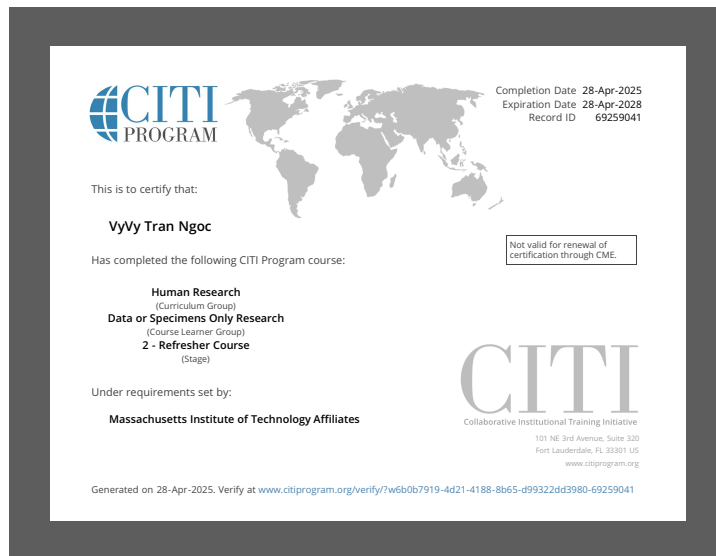 CITI
PROGRAM
Completion Date 28-Apr-2025
Expiration Date 28-Apr-2028
Record ID 69259041
This is to certify that:
VyVy Tran Ngoc
Not valid for renewal of
certification through CME.
Has completed the following CITI Program course:
Human Research
(Curriculum Group)
Data or Specimens Only Research
(Course Learner Group)
2 - Refresher Course
(Stage)
Under requirements set by:
Massachusetts Institute of Technology Affiliates
CITI
Collaborative Institutional Training Initiative
101 NE 3rd Avenue, Suite 320
Fort Lauderdale, FL 33301 US
www.citiprogram.org
Generated on 28-Apr-2025. Verify at www.citiprogram.org/verify/?w6b0b7919-4d21-4188-8b65-d99322dd3980-69259041